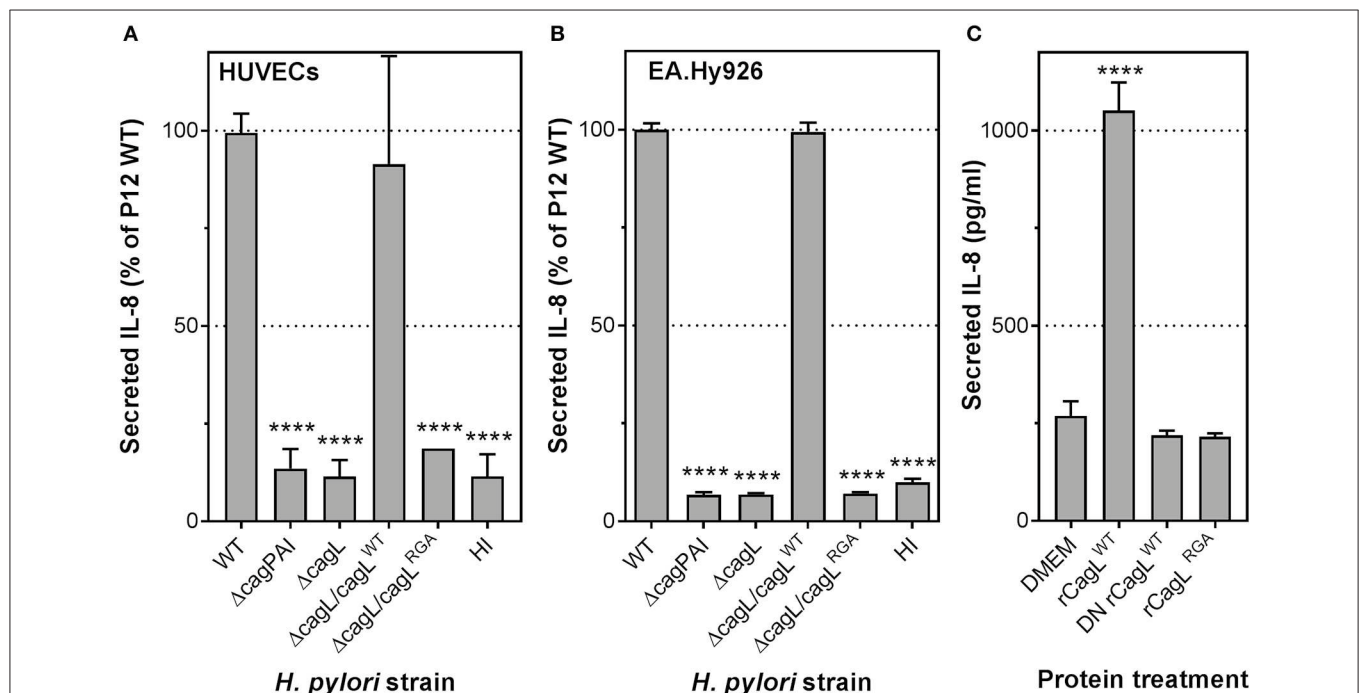 A
HUVECs
Secreted IL-8 (% of P12 WT)
100
50
0
****
****
****
****
WT
ΔcagPAI
ΔcagL
ΔcagL/cagL WT
ΔcagL/cagL RGA
HI
H. pylori strain
B
EA.Hy926
Secreted IL-8 (% of P12 WT)
100
50
0
****
****
****
****
WT
ΔcagPAI
ΔcagL
ΔcagL/cagL WT
ΔcagL/cagL RGA
HI
H. pylori strain
C
Secreted IL-8 (pg/ml)
1000
500
0
****
DMEM
rCagL WT
DN rCagL WT
rCagL RGA
Protein treatment